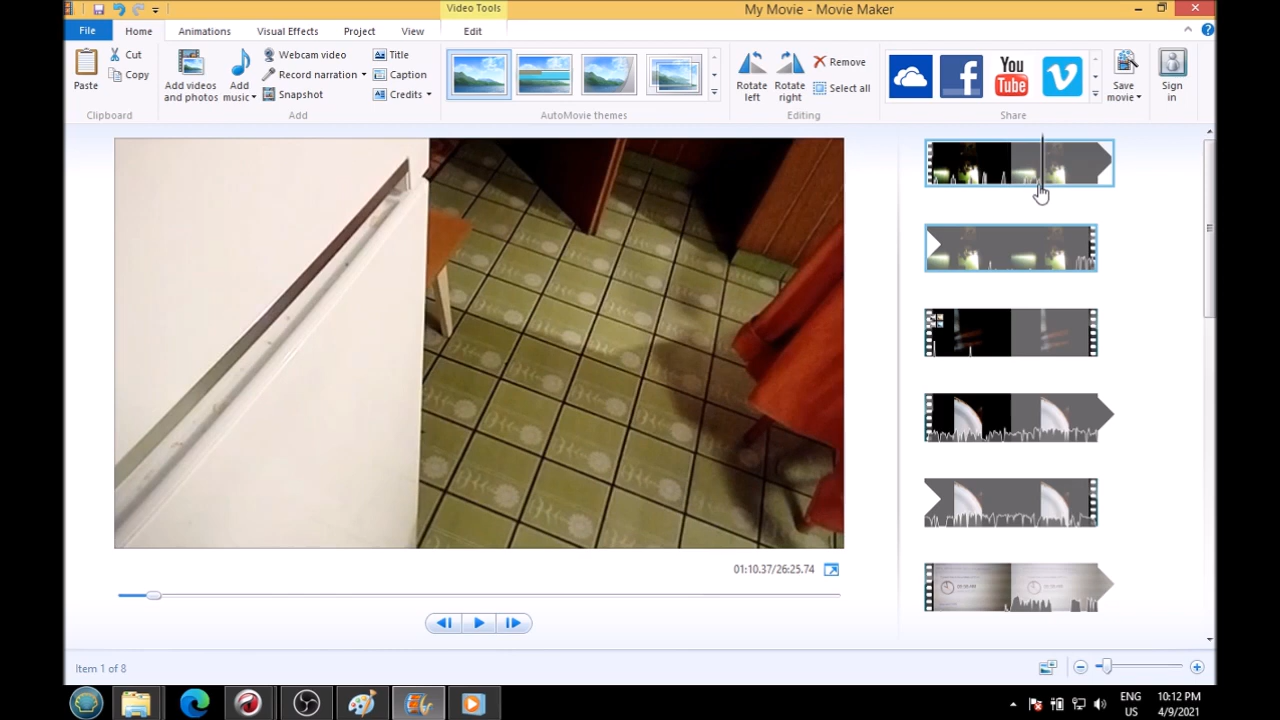 Video Tools
My Movie - Movie Maker
File
Home
Animations
Visual Effects
Project
View
Edit
Paste
Cut
Copy
Clipboard
Add videos
and photos
Add
music
Webcam video
Record narration
Snapshot
Title
Caption
Credits
Add
AutoMovie themes
Rotate
left
Rotate
right
Remove
Select all
Editing
You
Tube
Share
Save
movie
Sign
in
01:10.37/26:25.74
Item 1 of 8
ENG
US
10:12 PM
4/9/2021